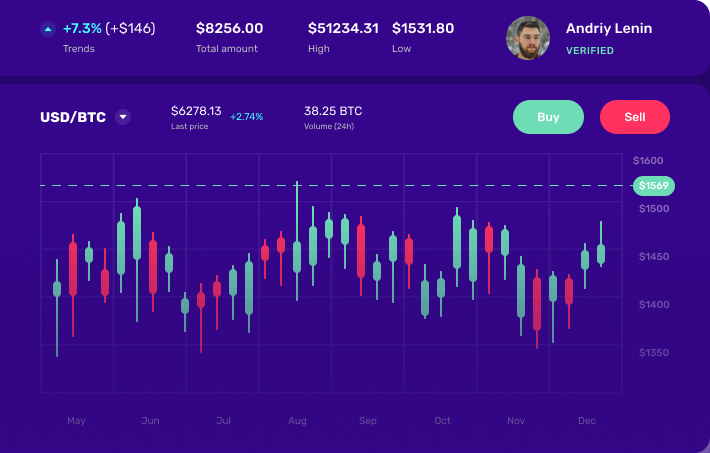 +7.3% (+$146)
$8256.00
$51234.31
$1531.80
Andriy Lenin
Trends
Total amount
High
Low
VERIFIED
USD/BTC
$6278.13
+2.74%
38.25 BTC
Buy
Sell
Last price
Volume (24h)
$1600
$1569
$1500
$1450
$1400
$1350
May
Jun
Jul
Aug
Sep
Oct
Nov
Dec